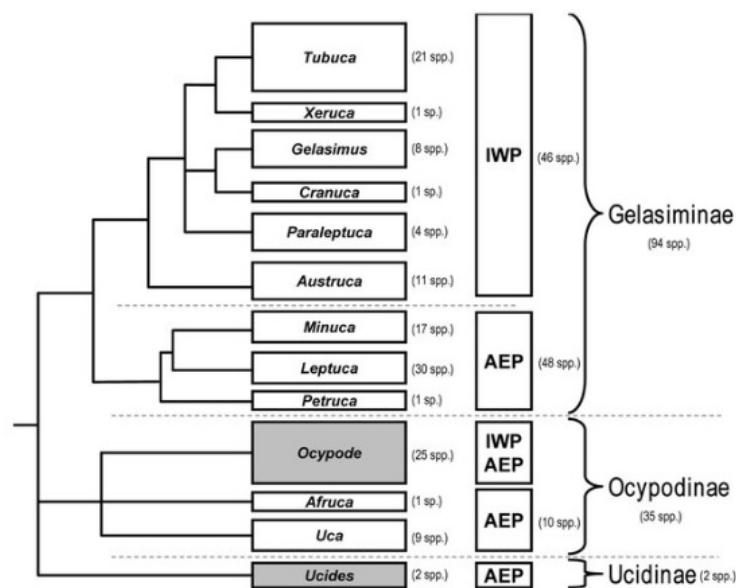 Tubuca (21 spp.)
Xeruca (1 sp.)
Gelasimus (8 spp.)
Cranuca (1 sp.)
Paraleptuca (4 spp.)
Austruca (11 spp.)
IWP (46 spp.)
Minuca (17 spp.)
Leptuca (30 spp.)
Petruca (1 sp.)
AEP (48 spp.)
Gelasiminae
(94 spp.)
Ocypode (25 spp.)
IWP
AEP
Afruca (1 sp.)
Uca (9 spp.)
AEP (10 spp.)
Ocypodinae
(35 spp.)
Ucides (2 spp.) AEP Ucidinae (2 spp.)